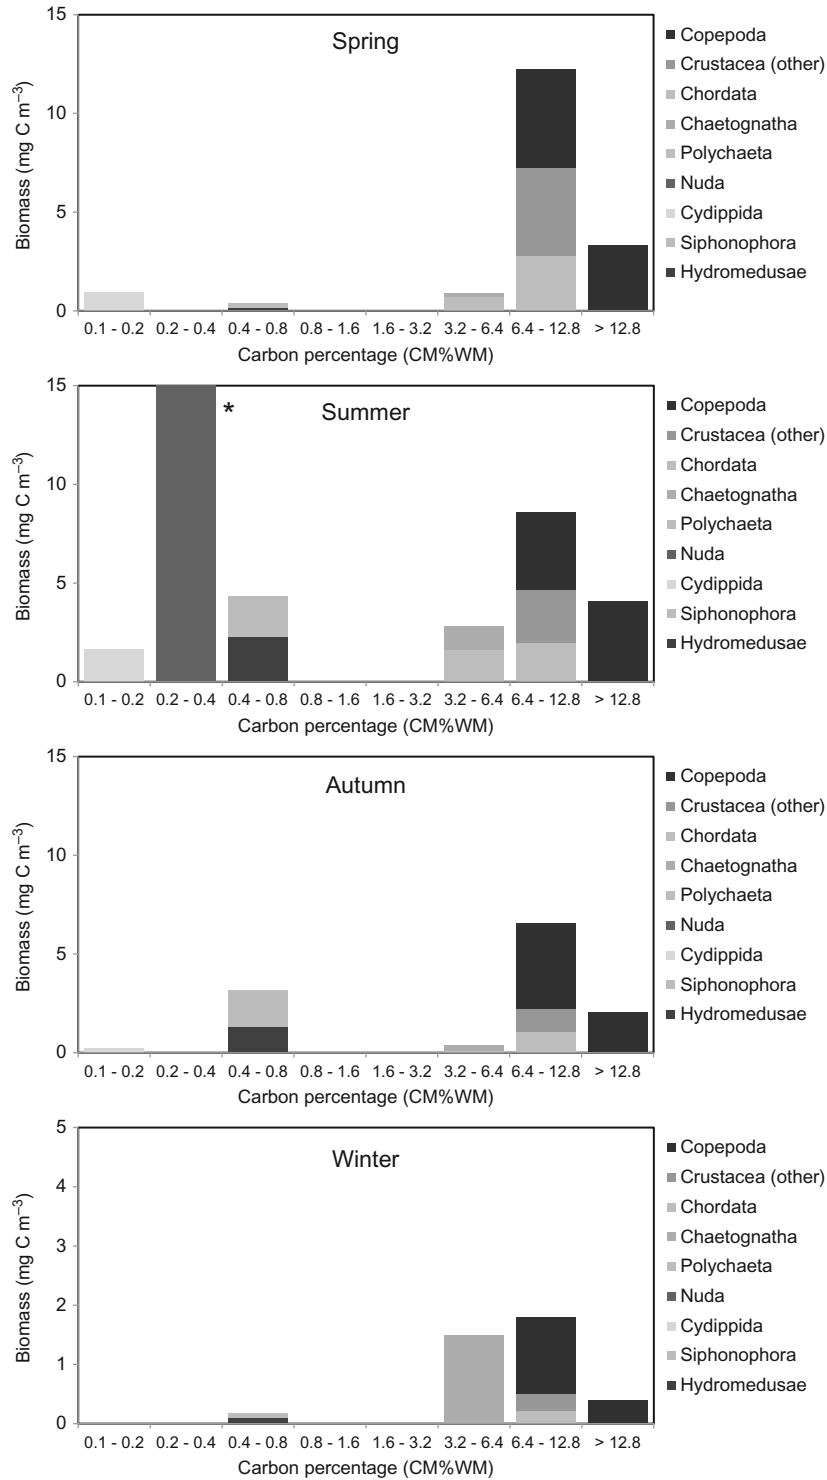 Spring
Biomass (mg C m⁻³)
15
10
5
0
0.1 - 0.2 0.2 - 0.4 0.4 - 0.8 0.8 - 1.6 1.6 - 3.2 3.2 - 6.4 6.4 - 12.8 > 12.8
Carbon percentage (CM%WM)
Copepoda
Crustacea (other)
Chordata
Chaetognatha
Polychaeta
Nuda
Cydippida
Siphonophora
Hydromedusae
Summer
*
Biomass (mg C m⁻³)
15
10
5
0
0.1 - 0.2 0.2 - 0.4 0.4 - 0.8 0.8 - 1.6 1.6 - 3.2 3.2 - 6.4 6.4 - 12.8 > 12.8
Carbon percentage (CM%WM)
Copepoda
Crustacea (other)
Chordata
Chaetognatha
Polychaeta
Nuda
Cydippida
Siphonophora
Hydromedusae
Autumn
Biomass (mg C m⁻³)
15
10
5
0
0.1 - 0.2 0.2 - 0.4 0.4 - 0.8 0.8 - 1.6 1.6 - 3.2 3.2 - 6.4 6.4 - 12.8 > 12.8
Carbon percentage (CM%WM)
Copepoda
Crustacea (other)
Chordata
Chaetognatha
Polychaeta
Nuda
Cydippida
Siphonophora
Hydromedusae
Winter
Biomass (mg C m⁻³)
5
4
3
2
1
0
0.1 - 0.2 0.2 - 0.4 0.4 - 0.8 0.8 - 1.6 1.6 - 3.2 3.2 - 6.4 6.4 - 12.8 > 12.8
Carbon percentage (CM%WM)
Copepoda
Crustacea (other)
Chordata
Chaetognatha
Polychaeta
Nuda
Cydippida
Siphonophora
Hydromedusae